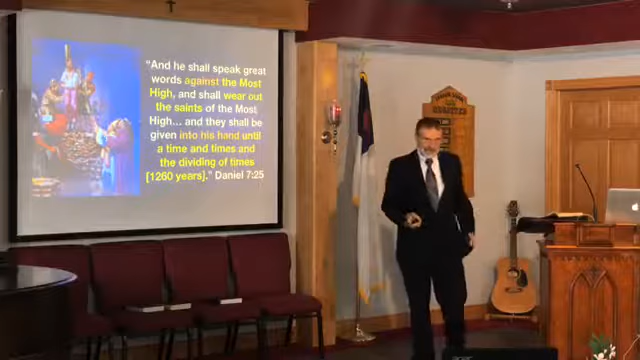 "And he shall speak great
words against the Most
High, and shall wear out
the saints of the Most
High... and they shall be
given into his hand until
a time and times and
the dividing of times
[1260 years]." Daniel 7:25